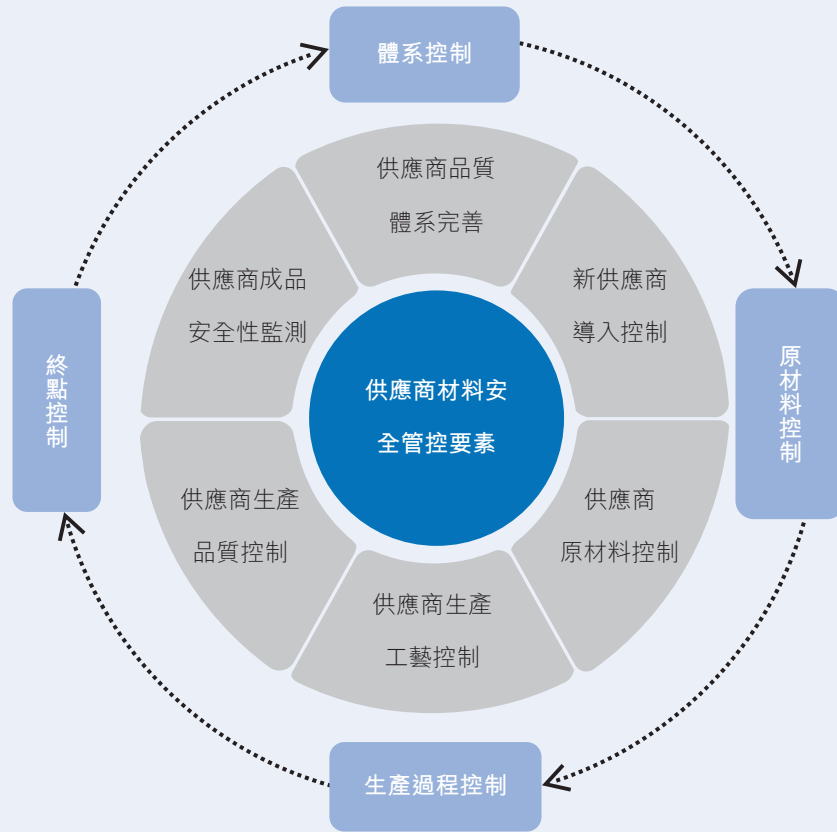 體系控制
供應商品質
體系完善
供應商成品
安全性監測
新供應商
導入控制
終點控制
供應商材料安
全管控要素
原材料控制
供應商生產
品質控制
供應商
原材料控制
供應商生產
工藝控制
生產過程控制